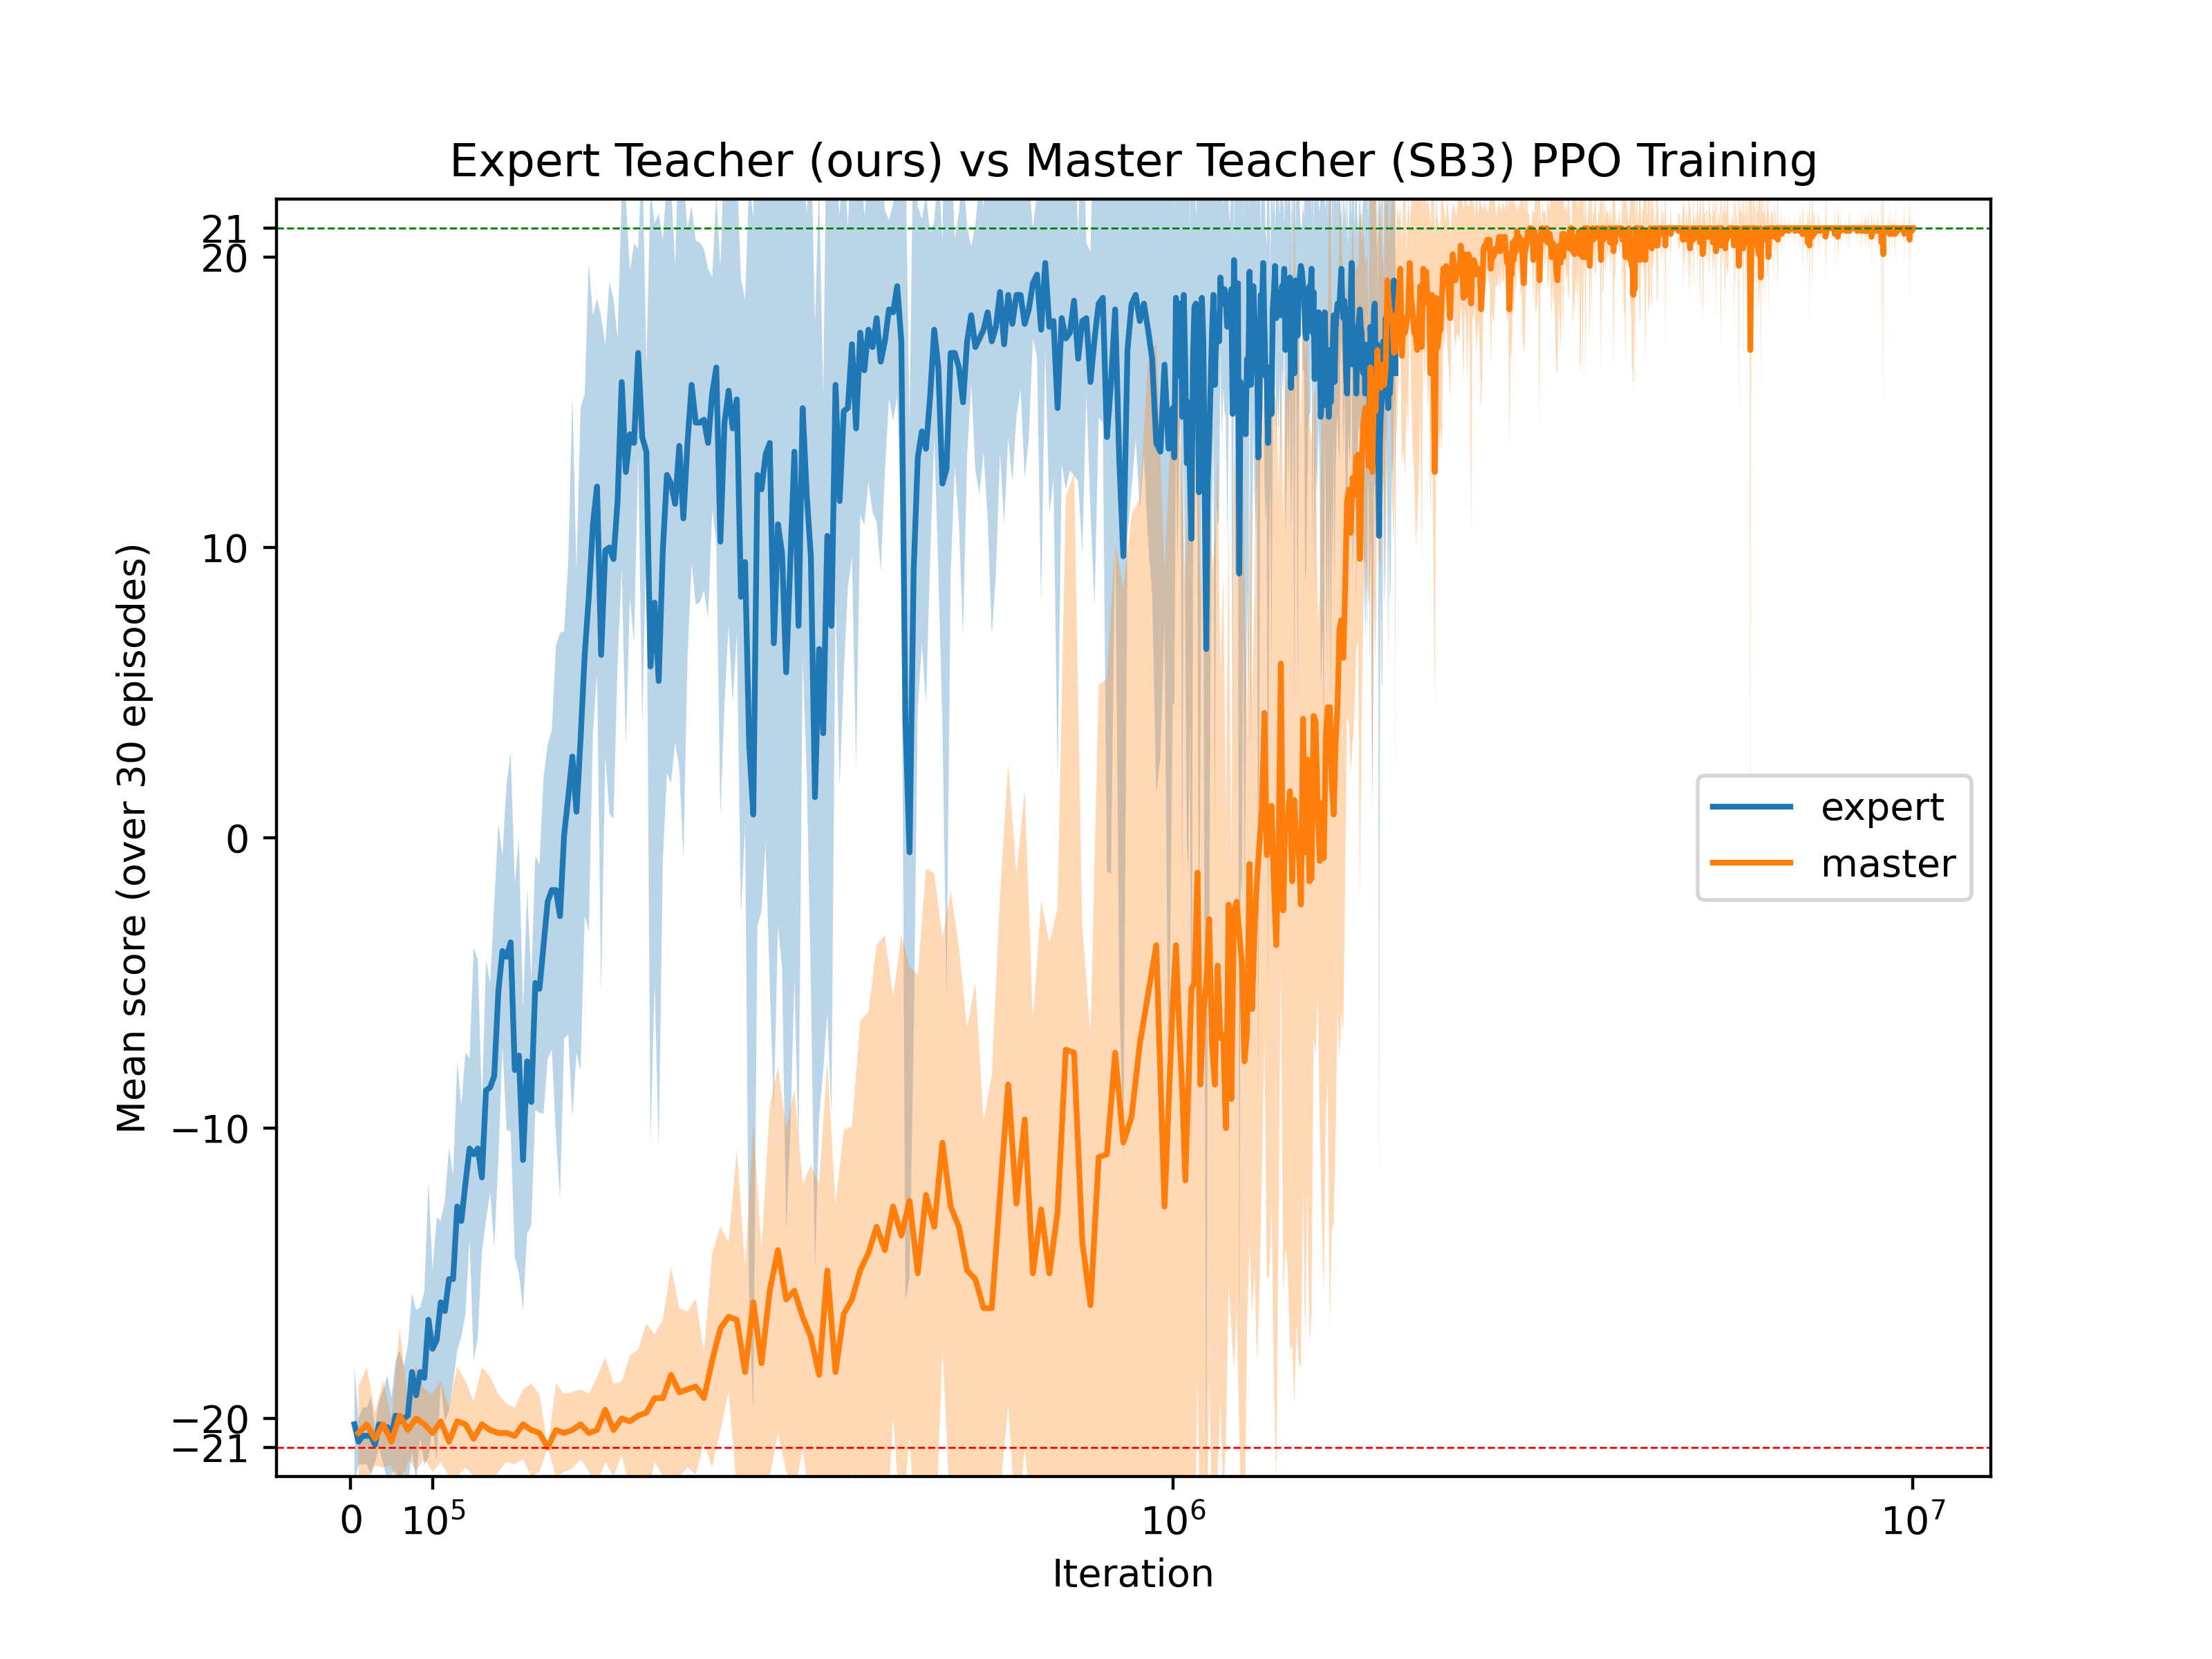 Expert Teacher (ours) vs Master Teacher (SB3) PPO Training
21
20
10
0
−10
−20
−21
Mean score (over 30 episodes)
expert
master
0
10⁵
10⁶
10⁷
Iteration